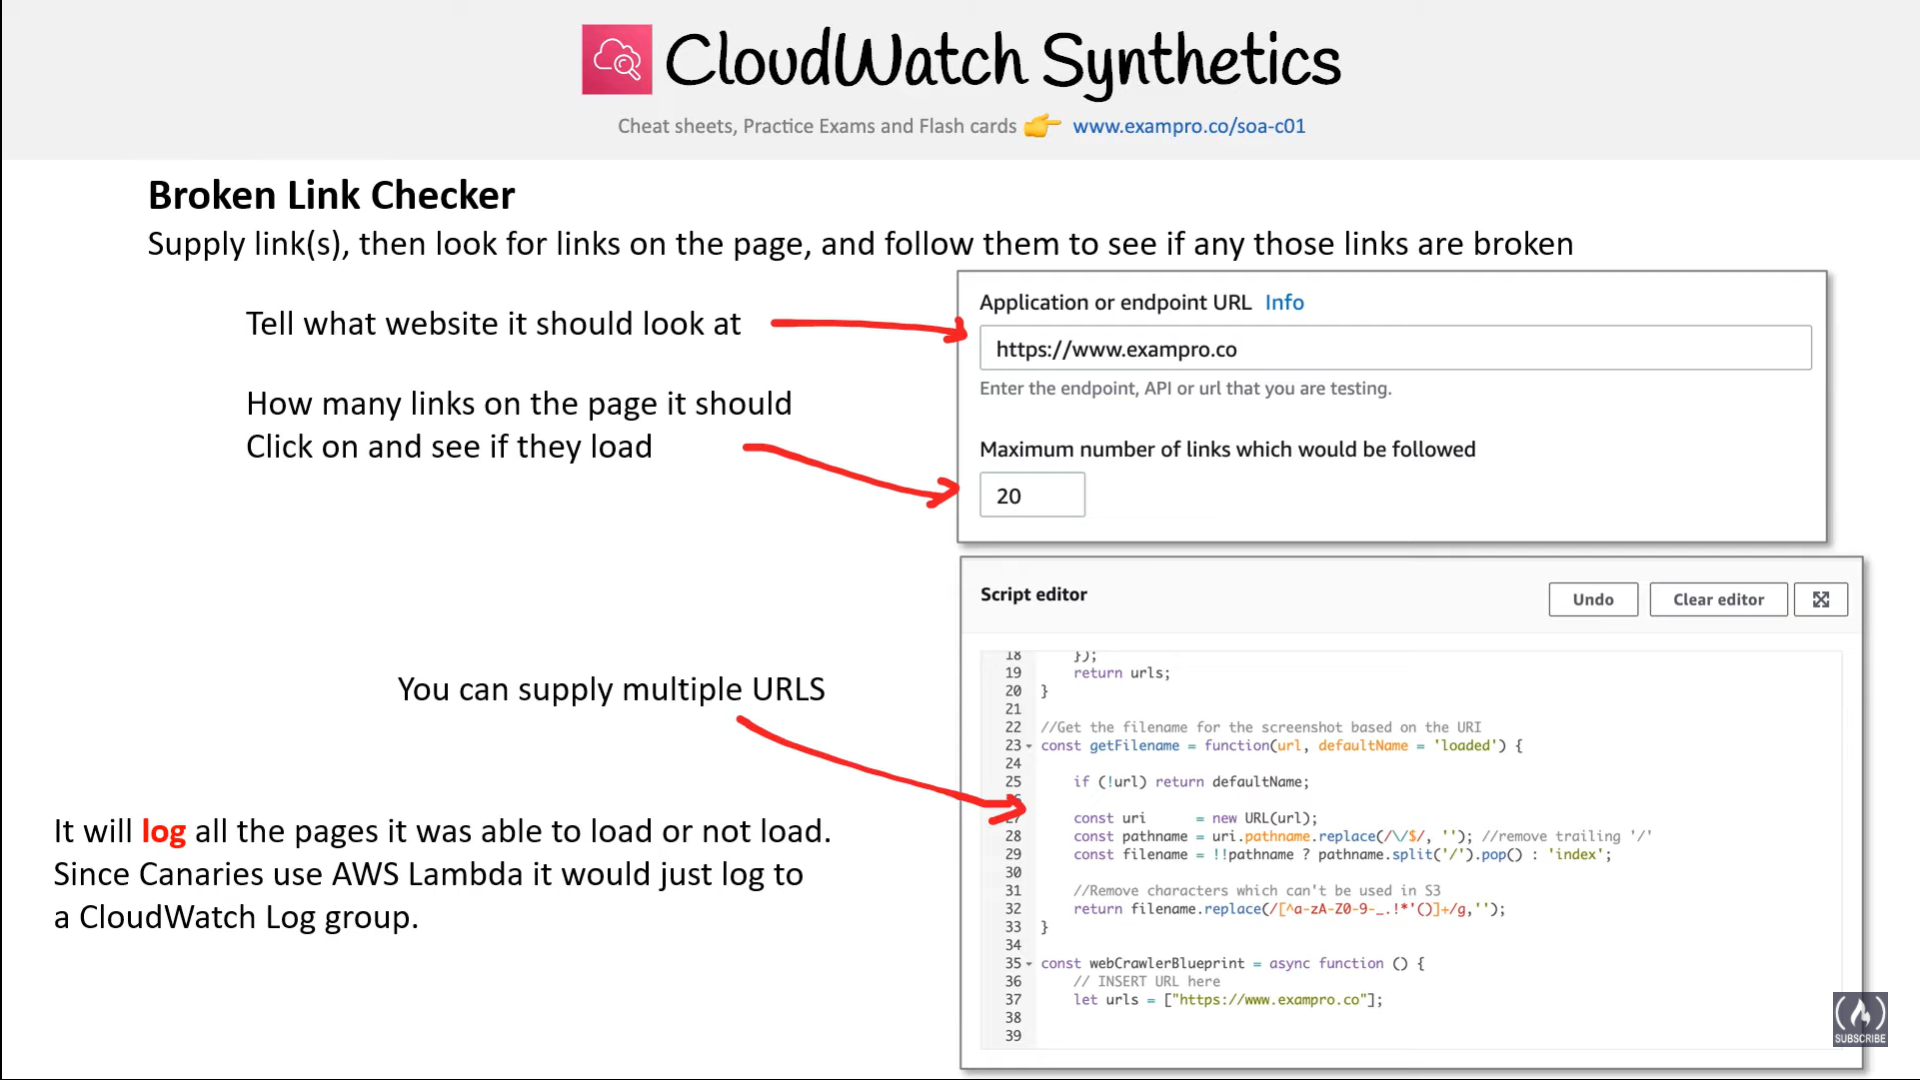 CloudWatch Synthetics
Cheat sheets, Practice Exams and Flash cards 👉 www.exampro.co/soa-c01
Broken Link Checker
Supply link(s), then look for links on the page, and follow them to see if any those links are broken
Tell what website it should look at
How many links on the page it should
Click on and see if they load
Application or endpoint URL Info
https://www.exampro.co
Enter the endpoint, API or url that you are testing.
Maximum number of links which would be followed
20
You can supply multiple URLS
It will log all the pages it was able to load or not load.
Since Canaries use AWS Lambda it would just log to
a CloudWatch Log group.
Script editor
Undo Clear editor
18 });
19 return urls;
20 }
21
22 //Get the filename for the screenshot based on the URI
23 const getFilename = function(url, defaultName = 'loaded') {
24
25 if (!url) return defaultName;
26
27 const uri = new URL(url);
28 const pathname = uri.pathname.replace(/\/$/, ''); //remove trailing '/'
29 const filename = !!pathname ? pathname.split('/').pop() : 'index';
30
31 //Remove characters which can't be used in S3
32 return filename.replace(/[^a-zA-Z0-9-_.!*'()]+/g,'');
33 }
34
35 const webCrawlerBlueprint = async function () {
36 // INSERT URL here
37 let urls = ["https://www.exampro.co"];
38
39
SUBSCRIBE